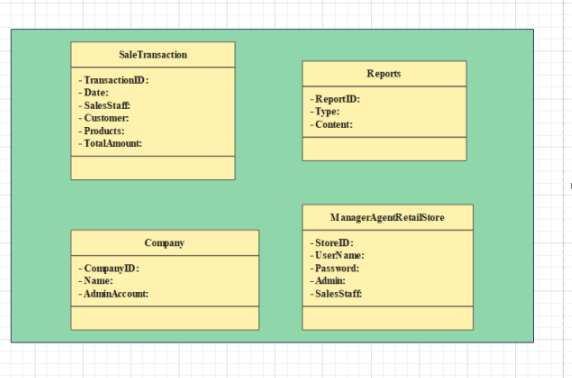 SaleTransaction
- TransactionID:
- Date:
- SalesStaff:
- Customer:
- Products:
- TotalAmount:
Reports
- ReportID:
- Type:
- Content:
Company
- CompanyID:
- Name:
- AdminAccount:
ManagerAgentRetailStore
- StoreID:
- UserName:
- Password:
- Admin:
- SalesStaff: